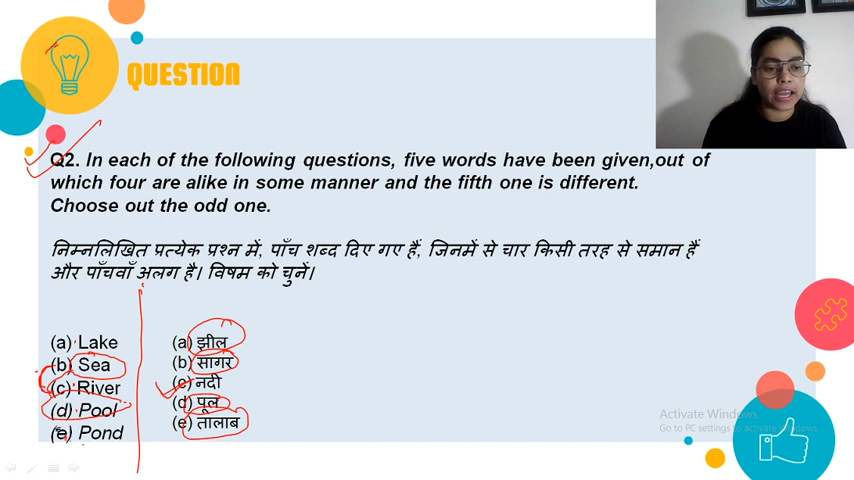 QUESTION
Q2. In each of the following questions, five words have been given,out of
which four are alike in some manner and the fifth one is different.
Choose out the odd one.
निम्नलिखित प्रत्येक प्रश्न में, पाँच शब्द दिए गए हैं, जिनमें से चार किसी तरह से समान हैं
और पाँचवाँ अलग है। विषम को चुनें।
(a) Lake
(b) Sea
(c) River
(d) Pool
(e) Pond
(a) झील
(b) सागर
(c) नदी
(d) पूल
(e) तालाब
Activate Windows
Go to PC settings to activate Windows.